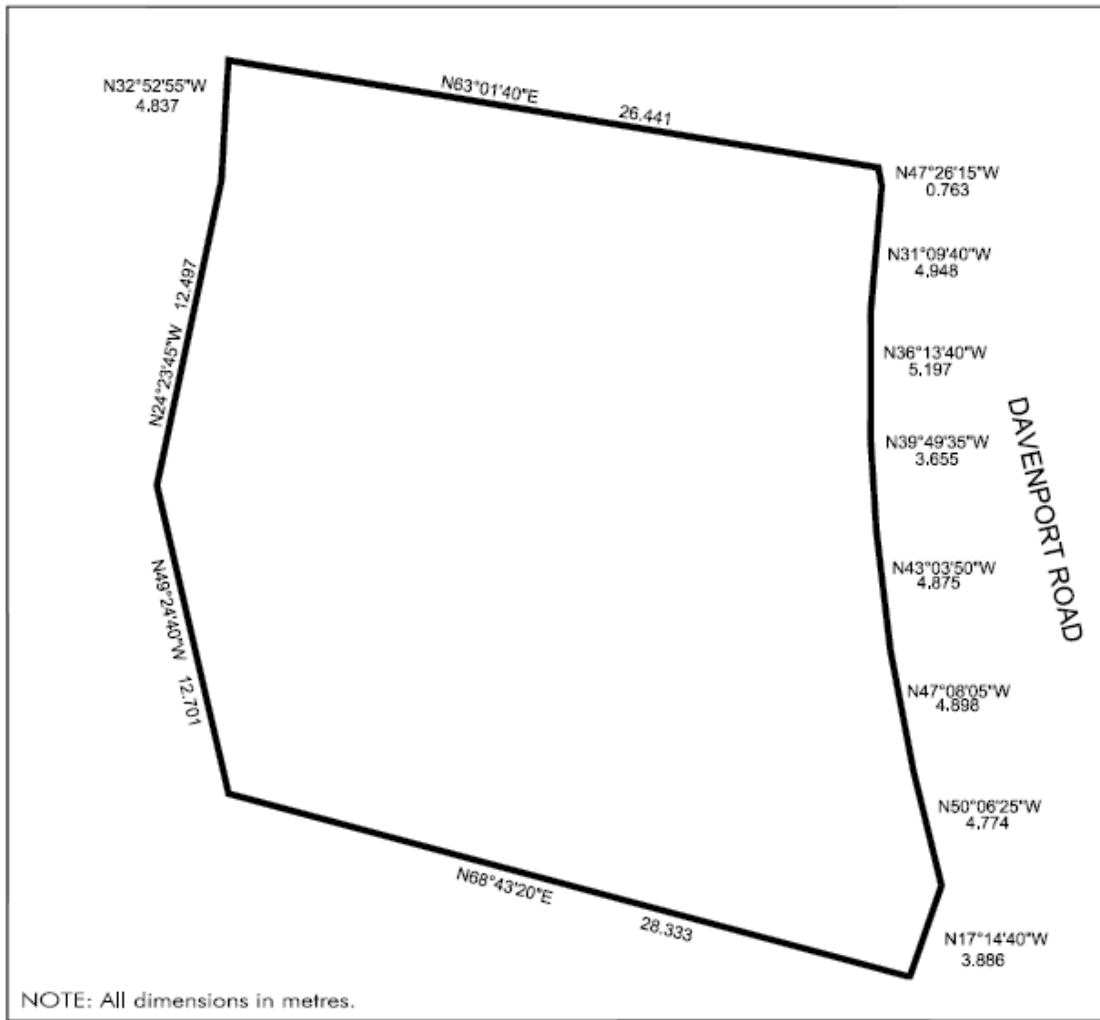 N32°52'55"W
4.837
N63°01'40"E
26.441
N47°26'15"W
0.763
N31°09'40"W
4.948
N36°13'40"W
5.197
N39°49'35"W
3.655
N43°03'50"W
4.875
N47°08'05"W
4.898
N50°06'25"W
4.774
N17°14'40"W
3.886
DAVENPORT ROAD
N24°23'45"W 12.497
N49°24'40"W 12.701
N68°43'20"E
28.333
NOTE: All dimensions in metres.